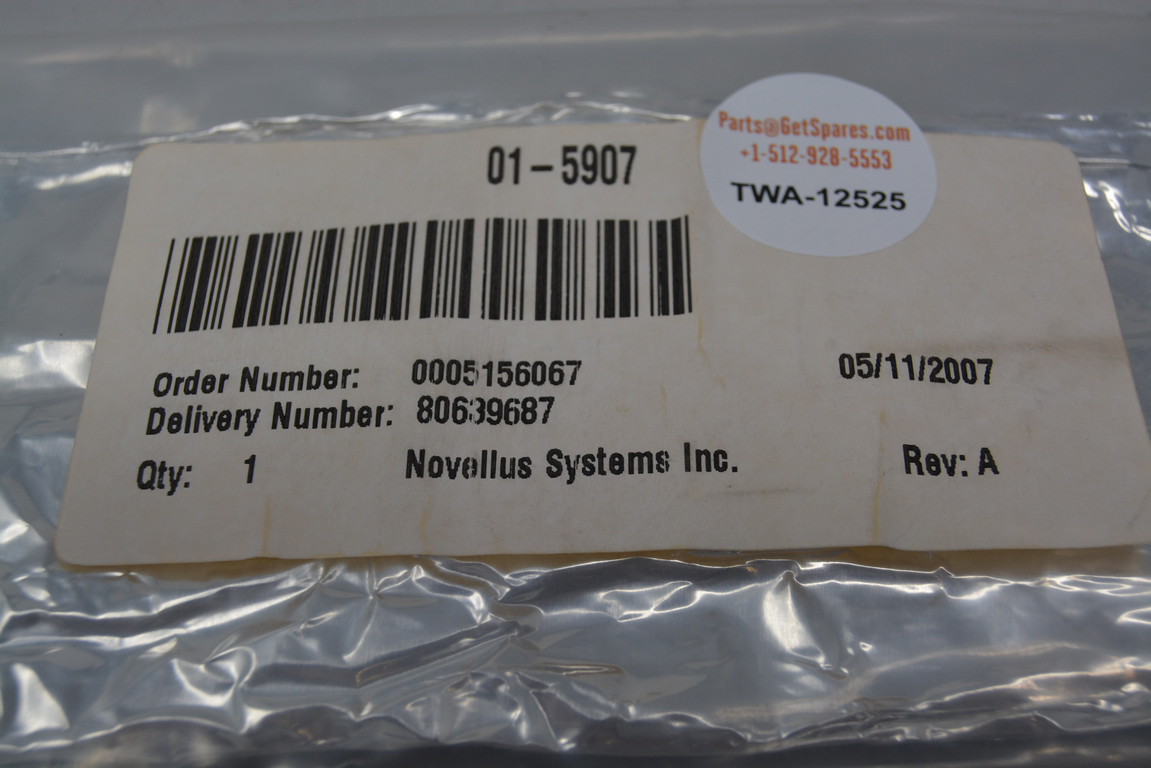 01-5907
Parts@GetSpares.com
+1-512-928-5553
TWA-12525
Order Number: 0005156067
05/11/2007
Delivery Number: 80639687
Qty: 1 Novellus Systems Inc. Rev: A